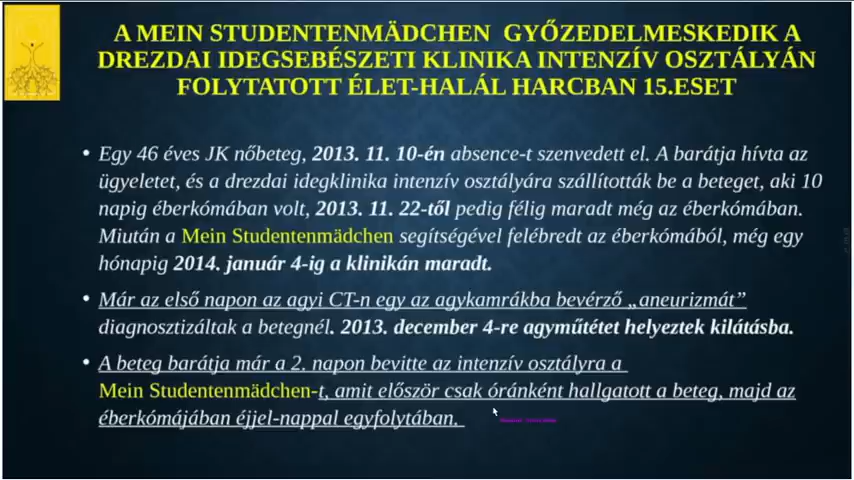 A MEIN STUDENTENMÄDCHEN GYŐZEDELMESKEDIK A
DREZDAI IDEGSEBÉSZETI KLINIKA INTENZÍV OSZTÁLYÁN
FOLYTATOTT ÉLET-HALÁL HARCBAN 15.ESET
• Egy 46 éves JK nőbeteg, 2013. 11. 10-én absence-t szenvedett el. A barátja hívta az
ügyeletet, és a drezdai idegklinika intenzív osztályára szállították be a beteget, aki 10
napig éberkómában volt, 2013. 11. 22-től pedig félig maradt még az éberkómában.
Miután a Mein Studentenmädchen segítségével felébredt az éberkómából, még egy
hónapig 2014. január 4-ig a klinikán maradt.
• Már az első napon az agyi CT-n egy az agykamrákba bevérző „aneurizmát”
diagnosztizáltak a betegnél. 2013. december 4-re agyműtétet helyeztek kilátásba.
• A beteg barátja már a 2. napon bevitte az intenzív osztályra a
Mein Studentenmädchen-t, amit először csak óránként hallgatott a beteg, majd az
éberkómájában éjjel-nappal egyfolytában.